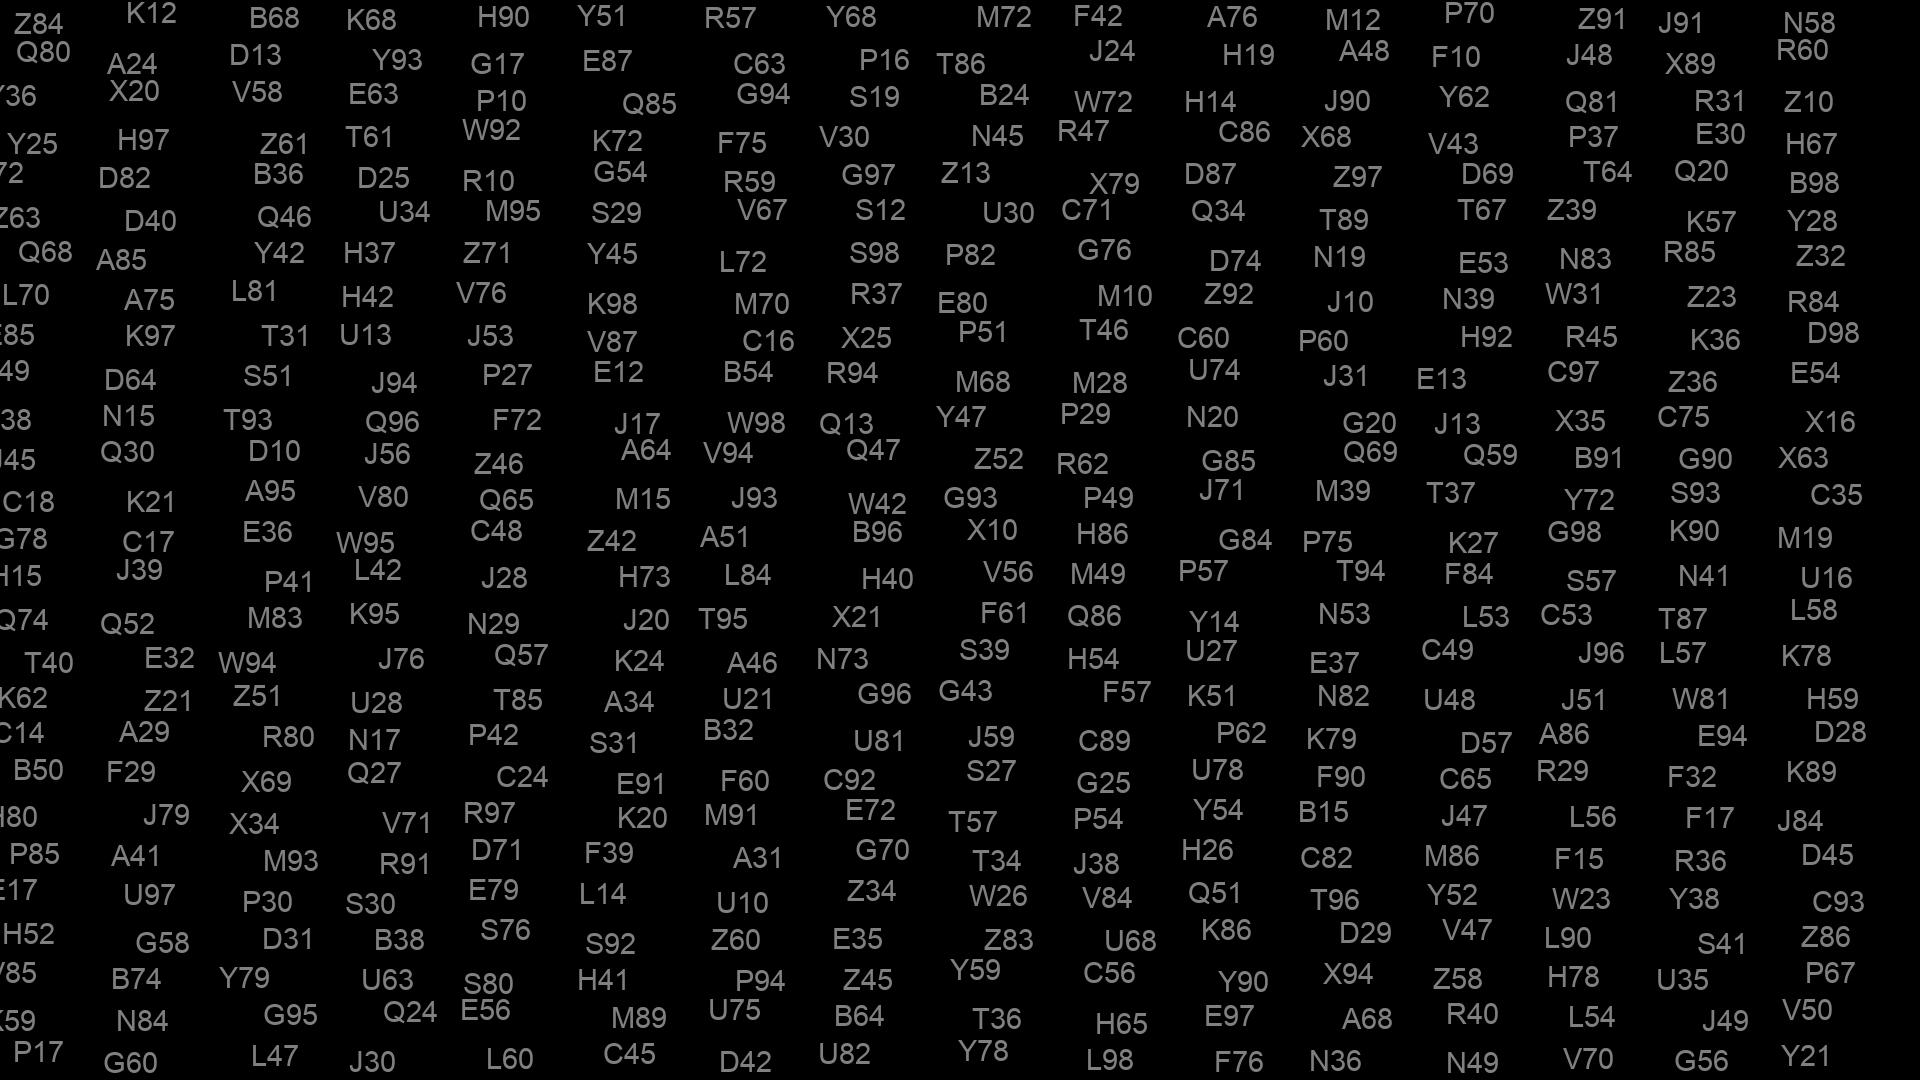 Z84 K12 B68 K68 H90 Y51 R57 Y68 M72 F42 A76 M12 P70 Z91 J91 N58
Q80 A24 D13 Y93 G17 E87 C63 P16 T86 J24 H19 A48 F10 J48 X89 R60
X20 V58 E63 P10 Q85 G94 S19 B24 W72 H14 J90 Y62 Q81 R31 Z10
Y25 H97 Z61 T61 W92 K72 F75 V30 N45 R47 C86 X68 V43 P37 E30 H67
D82 B36 D25 R10 G54 R59 G97 Z13 X79 D87 Z97 D69 T64 Q20 B98
Z63 D40 Q46 U34 M95 S29 V67 S12 U30 C71 Q34 T89 T67 Z39 K57 Y28
Q68 A85 Y42 H37 Z71 Y45 L72 S98 P82 G76 D74 N19 E53 N83 R85 Z32
L70 A75 L81 H42 V76 K98 M70 R37 E80 M10 Z92 J10 N39 W31 Z23 R84
E85 K97 T31 U13 J53 V87 C16 X25 P51 T46 C60 P60 H92 R45 K36 D98
D64 S51 J94 P27 E12 B54 R94 M68 M28 U74 J31 E13 C97 Z36 E54
N15 T93 Q96 F72 J17 W98 Q13 Y47 P29 N20 G20 J13 X35 C75 X16
J45 Q30 D10 J56 Z46 A64 V94 Q47 Z52 R62 G85 Q69 Q59 B91 G90 X63
C18 K21 A95 V80 Q65 M15 J93 W42 G93 P49 J71 M39 T37 Y72 S93 C35
G78 C17 E36 W95 C48 Z42 A51 B96 X10 H86 G84 P75 K27 G98 K90 M19
H15 J39 P41 L42 J28 H73 L84 H40 V56 M49 P57 T94 F84 S57 N41 U16
Q74 Q52 M83 K95 N29 J20 T95 X21 F61 Q86 Y14 N53 L53 C53 T87 L58
T40 E32 W94 J76 Q57 K24 A46 N73 S39 H54 U27 E37 C49 J96 L57 K78
K62 Z21 Z51 U28 T85 A34 U21 G96 G43 F57 K51 N82 U48 J51 W81 H59
C14 A29 R80 N17 P42 S31 B32 U81 J59 C89 P62 K79 D57 A86 E94 D28
B50 F29 X69 Q27 C24 E91 F60 C92 S27 G25 U78 F90 C65 R29 F32 K89
H80 J79 X34 V71 R97 K20 M91 E72 T57 P54 Y54 B15 J47 L56 F17 J84
P85 A41 M93 R91 D71 F39 A31 G70 T34 J38 H26 C82 M86 F15 R36 D45
E17 U97 P30 S30 E79 L14 U10 Z34 W26 V84 Q51 T96 Y52 W23 Y38 C93
H52 G58 D31 B38 S76 S92 Z60 E35 Z83 U68 K86 D29 V47 L90 S41 Z86
B74 Y79 U63 S80 H41 P94 Z45 Y59 C56 Y90 X94 Z58 H78 U35 P67
N84 G95 Q24 E56 M89 U75 B64 T36 H65 E97 A68 R40 L54 J49 V50
P17 G60 L47 J30 L60 C45 D42 U82 Y78 L98 F76 N36 N49 V70 G56 Y21